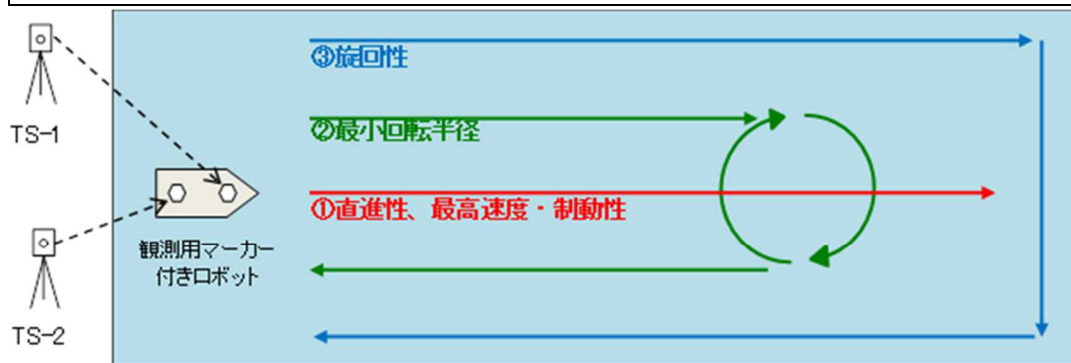 ③旋回性
TS-1
②最小回転半径
①直進性、最高速度・制動性
観測用マーカー
付きロボット
TS-2